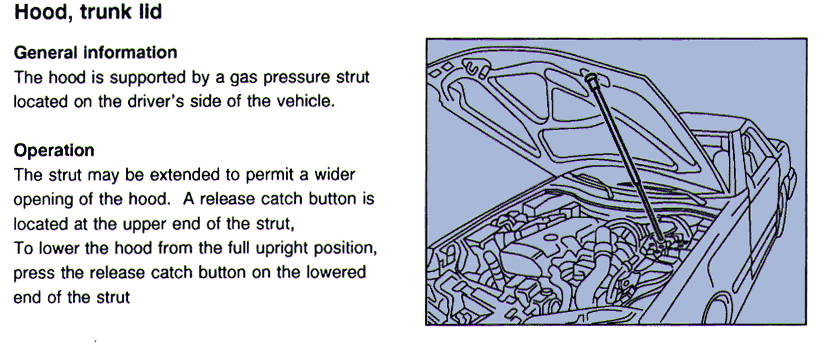 Hood, trunk lid
General information
The hood is supported by a gas pressure strut
located on the driver's side of the vehicle.
Operation
The strut may be extended to permit a wider
opening of the hood. A release catch button is
located at the upper end of the strut,
To lower the hood from the full upright position,
press the release catch button on the lowered
end of the strut